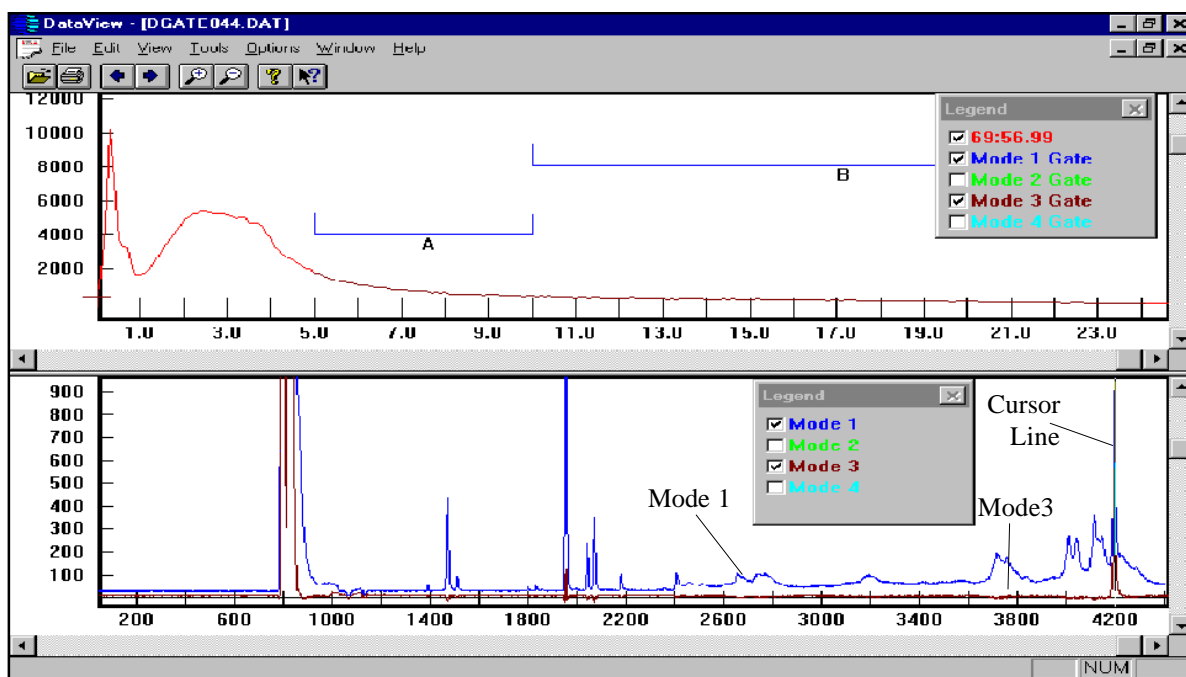 DataView - [DGATE044.DAT]
File Edit View Tools Options Window Help
12000
10000
8000
6000
4000
2000
A
B
Legend
69:56.99
Mode 1 Gate
Mode 2 Gate
Mode 3 Gate
Mode 4 Gate
1.0 3.0 5.0 7.0 9.0 11.0 13.0 15.0 17.0 19.0 21.0 23.0
900
800
700
600
500
400
300
200
100
Legend
Mode 1
Mode 2
Mode 3
Mode 4
Mode 1
Cursor
Line
Mode3
200 600 1000 1400 1800 2200 2600 3000 3400 3800 4200
NUM